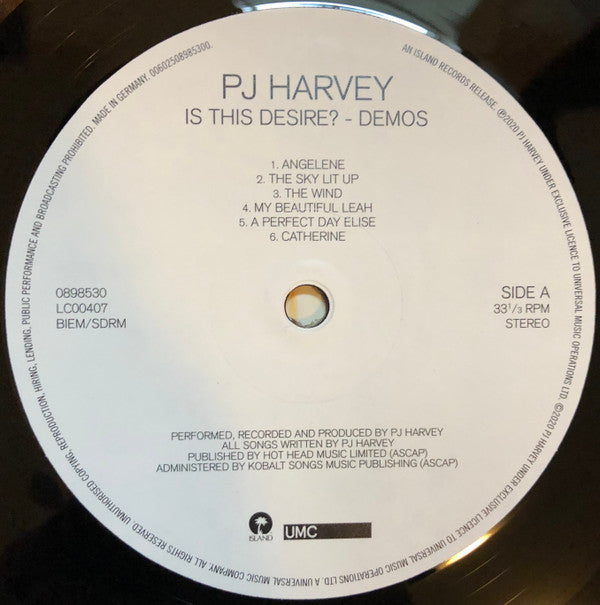 PJ HARVEY
IS THIS DESIRE? - DEMOS
1. ANGELENE
2. THE SKY LIT UP
3. THE WIND
4. MY BEAUTIFUL LEAH
5. A PERFECT DAY ELISE
6. CATHERINE
0898530
LC00407
BIEM/SDRM
SIDE A
33 1/3 RPM
STEREO
PERFORMED, RECORDED AND PRODUCED BY PJ HARVEY
ALL SONGS WRITTEN BY PJ HARVEY
PUBLISHED BY HOT HEAD MUSIC LIMITED (ASCAP)
ADMINISTERED BY KOBALT SONGS MUSIC PUBLISHING (ASCAP)
ISLAND
UMC
AN ISLAND RECORDS RELEASE. ℗2020 PJ HARVEY UNDER EXCLUSIVE LICENCE TO UNIVERSAL MUSIC OPERATIONS LTD. ©2020 PJ HARVEY UNDER EXCLUSIVE LICENCE TO UNIVERSAL MUSIC OPERATIONS LTD. A UNIVERSAL MUSIC COMPANY. ALL RIGHTS RESERVED. UNAUTHORISED COPYING, REPRODUCTION, HIRING, LENDING, PUBLIC PERFORMANCE AND BROADCASTING PROHIBITED. MADE IN GERMANY. 00602508985300.